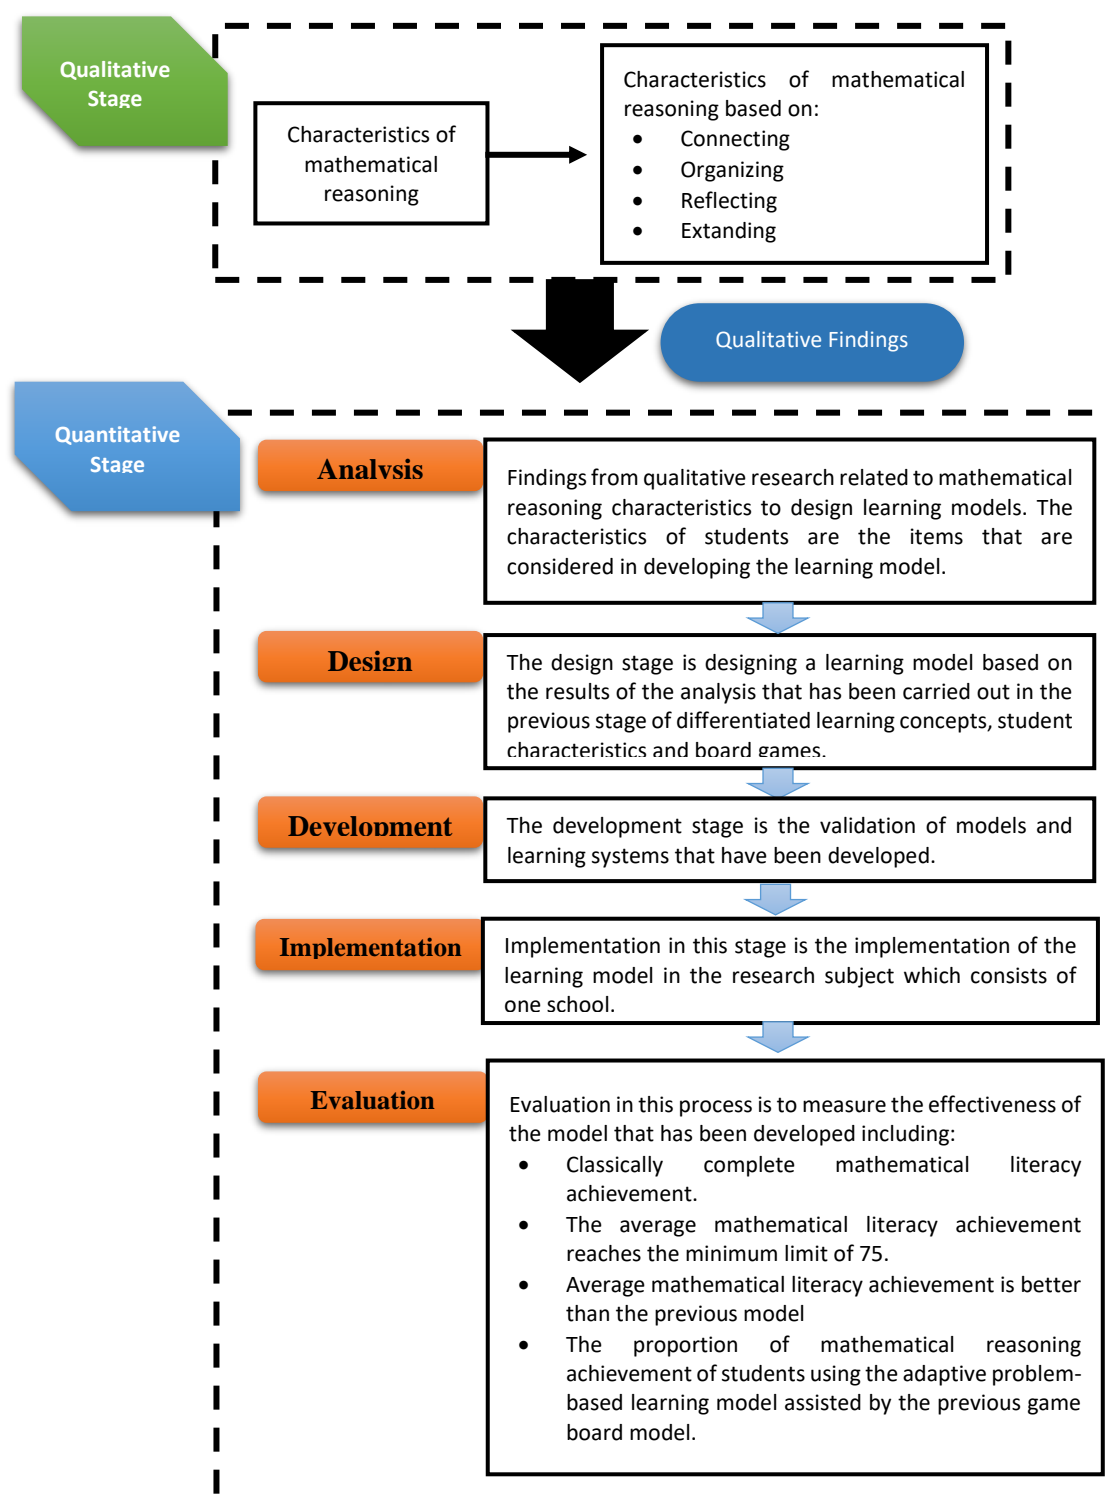 Qualitative
Stage
Characteristics of
mathematical
reasoning
Characteristics of mathematical
reasoning based on:
• Connecting
• Organizing
• Reflecting
• Extanding
Qualitative Findings
Quantitative
Stage
Analysis
Findings from qualitative research related to mathematical
reasoning characteristics to design learning models. The
characteristics of students are the items that are
considered in developing the learning model.
Design
The design stage is designing a learning model based on
the results of the analysis that has been carried out in the
previous stage of differentiated learning concepts, student
characteristics and board games.
Development
The development stage is the validation of models and
learning systems that have been developed.
Implementation
Implementation in this stage is the implementation of the
learning model in the research subject which consists of
one school.
Evaluation
Evaluation in this process is to measure the effectiveness of
the model that has been developed including:
• Classically complete mathematical literacy
achievement.
• The average mathematical literacy achievement
reaches the minimum limit of 75.
• Average mathematical literacy achievement is better
than the previous model
• The proportion of mathematical reasoning
achievement of students using the adaptive problem-
based learning model assisted by the previous game
board model.